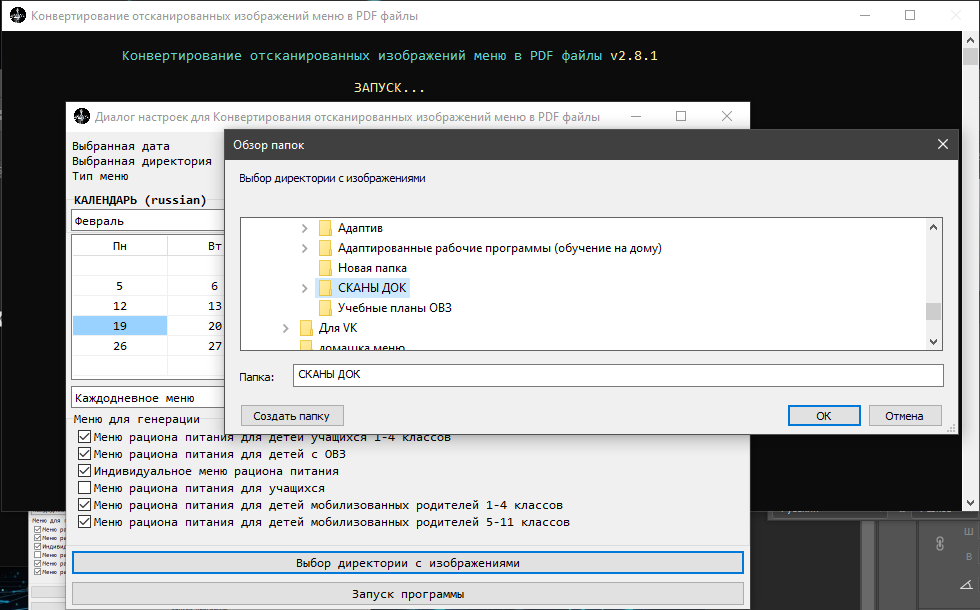 Конвертирование отсканированных изображений меню в PDF файлы
Конвертирование отсканированных изображений меню в PDF файлы v2.8.1
ЗАПУСК...
Диалог настроек для Конвертирования отсканированных изображений меню в PDF файлы
Выбранная дата
Выбранная директория
Тип меню
КАЛЕНДАРЬ (russian)
Февраль
Пн Вт
5 6
12 13
19 20
26 27
Каждодневное меню
Обзор папок
Выбор директории с изображениями
Адаптив
Адаптированные рабочие программы (обучение на дому)
Новая папка
СКАНЫ ДОК
Учебные планы ОВЗ
Для VK
домашка меню
Папка: СКАНЫ ДОК
Создать папку ОК Отмена
Меню для генерации
Меню рациона питания для детей учащихся 1-4 классов
Меню рациона питания для детей с ОВЗ
Индивидуальное меню рациона питания
Меню рациона питания для учащихся
Меню рациона питания для детей мобилизованных родителей 1-4 классов
Меню рациона питания для детей мобилизованных родителей 5-11 классов
Выбор директории с изображениями
Запуск программы